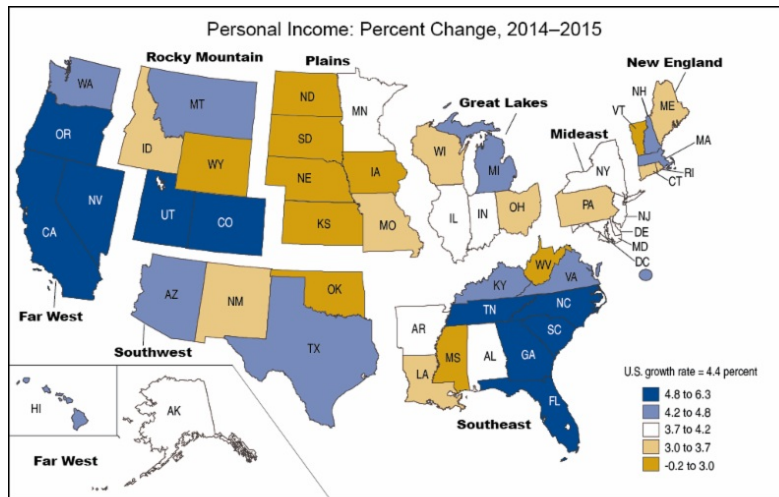 Personal Income: Percent Change, 2014–2015
Rocky Mountain
Plains
New England
Great Lakes
Mideast
WA
OR
CA
NV
MT
ID
WY
UT
CO
ND
SD
NE
KS
MN
IA
MO
WI
MI
IL
IN
OH
NH
VT
ME
MA
RI
CT
NY
PA
NJ
DE
MD
DC
Far West
AZ
NM
OK
TX
Southwest
WV
VA
KY
TN
NC
SC
AR
LA
MS
AL
GA
FL
Southeast
HI
AK
Far West
U.S. growth rate = 4.4 percent
4.8 to 6.3
4.2 to 4.8
3.7 to 4.2
3.0 to 3.7
-0.2 to 3.0